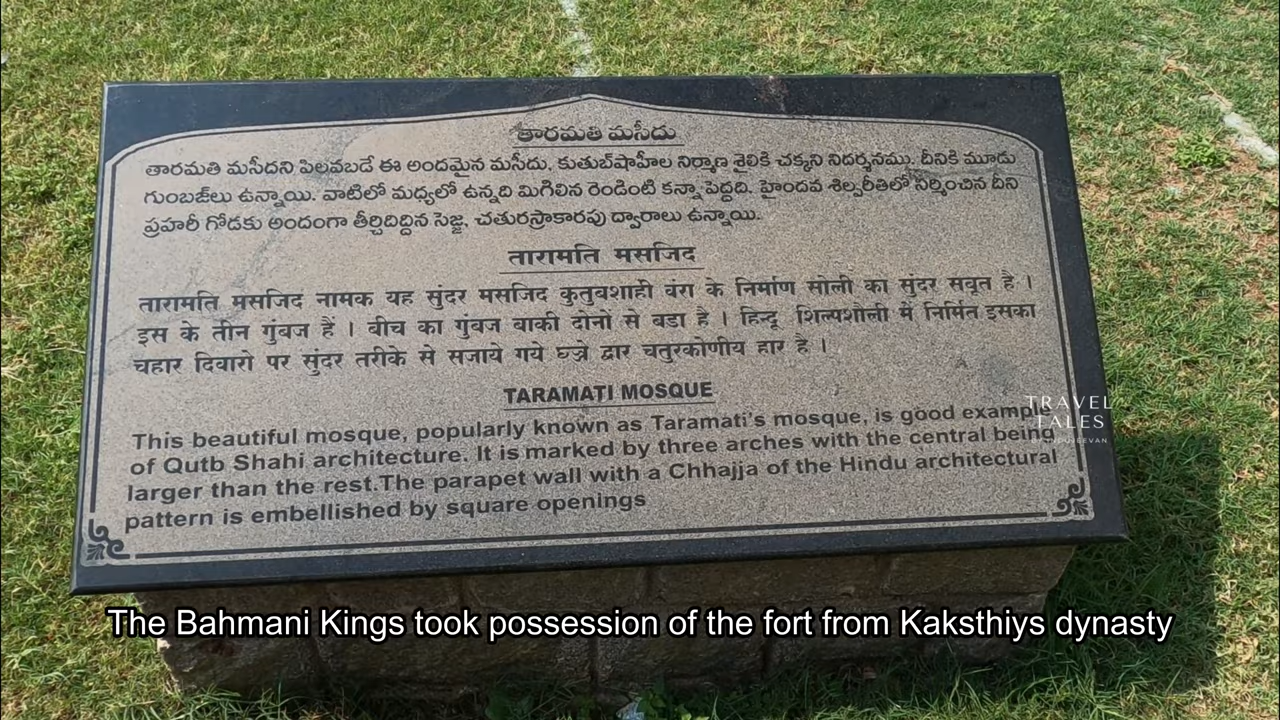 తారామతి మసీదు
తారమతి మసీదని పిలవబడే ఈ అందమైన మసీదు, కుతుబ్‌షాహీల నిర్మాణ శైలికి చక్కని నిదర్శనము. దీనికి మూడు
గుంబజ్‌లు ఉన్నాయి. వాటిలో మధ్యలో ఉన్నది మిగిలిన రెండింటి కన్నా పెద్దది. హైందవ శిల్పరీతిలో నిర్మించిన దీని
ప్రహరీ గోడకు అందంగా తీర్చిదిద్దిన సెజ్జ, చతురస్రాకారపు ద్వారాలు ఉన్నాయి.
तारामति मसजिद
तारामति मसजिद नामक यह सुंदर मसजिद कुतुबशाही वंश के निर्माण सोली का सुंदर सबूत है ।
इस के तीन गुंबज हैं । बीच का गुंबज बाकी दोनो से बडा है । हिन्दू शिल्पशौली में निर्मित इसका
चहार दिवारो पर सुंदर तरीके से सजाये गये द्वार चतुरकोणीय हार है ।
TARAMATI MOSQUE
This beautiful mosque, popularly known as Taramati's mosque, is good example
of Qutb Shahi architecture. It is marked by three arches with the central being
larger than the rest.The parapet wall with a Chhajja of the Hindu architectural
pattern is embellished by square openings
TRAVEL
TALES
The Bahmani Kings took possession of the fort from Kaksthiys dynasty